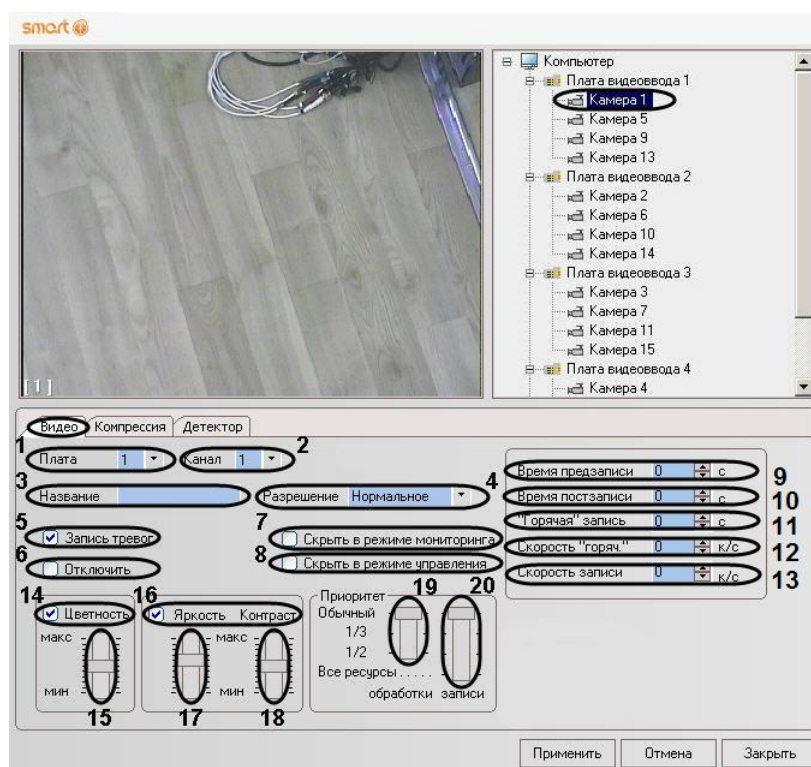 smart
Компьютер
Плата видеоввода 1
Камера 1
Камера 5
Камера 9
Камера 13
Плата видеоввода 2
Камера 2
Камера 6
Камера 10
Камера 14
Плата видеоввода 3
Камера 3
Камера 7
Камера 11
Камера 15
Плата видеоввода 4
Камера 4
[1]
Видео Компрессия Детектор
1 Плата 1 Канал 1 2
3 Название Разрешение Нормальное 4
5 Запись тревог
6 Отключить
7 Скрыть в режиме мониторинга
8 Скрыть в режиме управления
Время предзаписи 0 с 9
Время постзаписи 0 с 10
"Горячая" запись 0 с 11
Скорость "горяч." 0 к/с 12
Скорость записи 0 к/с 13
14 Цветность
макс
мин
15
16 Яркость Контраст
макс
мин
17 18
Приоритет 19 20
Обычный
1/3
1/2
Все ресурсы . . . . .
обработки записи
Применить Отмена Закрыть